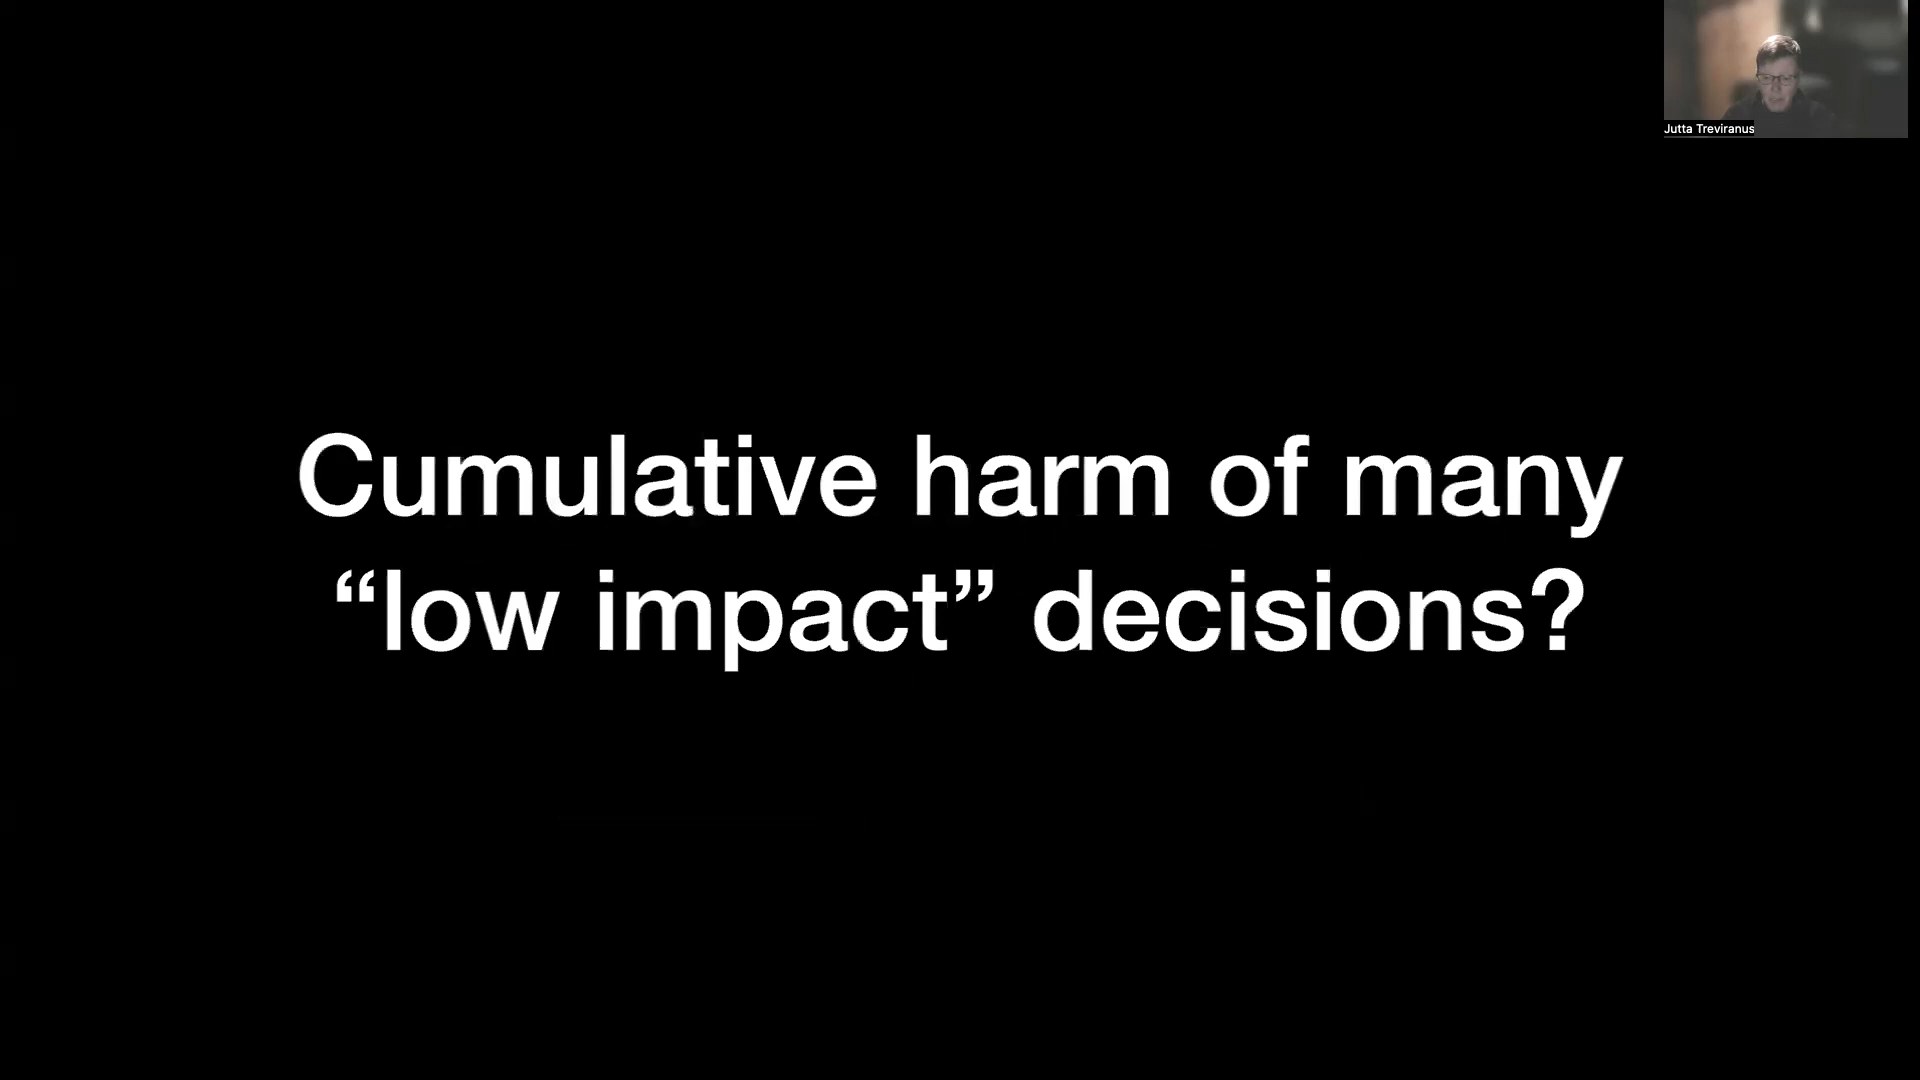 Jutta Treviranus
Cumulative harm of many
“low impact” decisions?